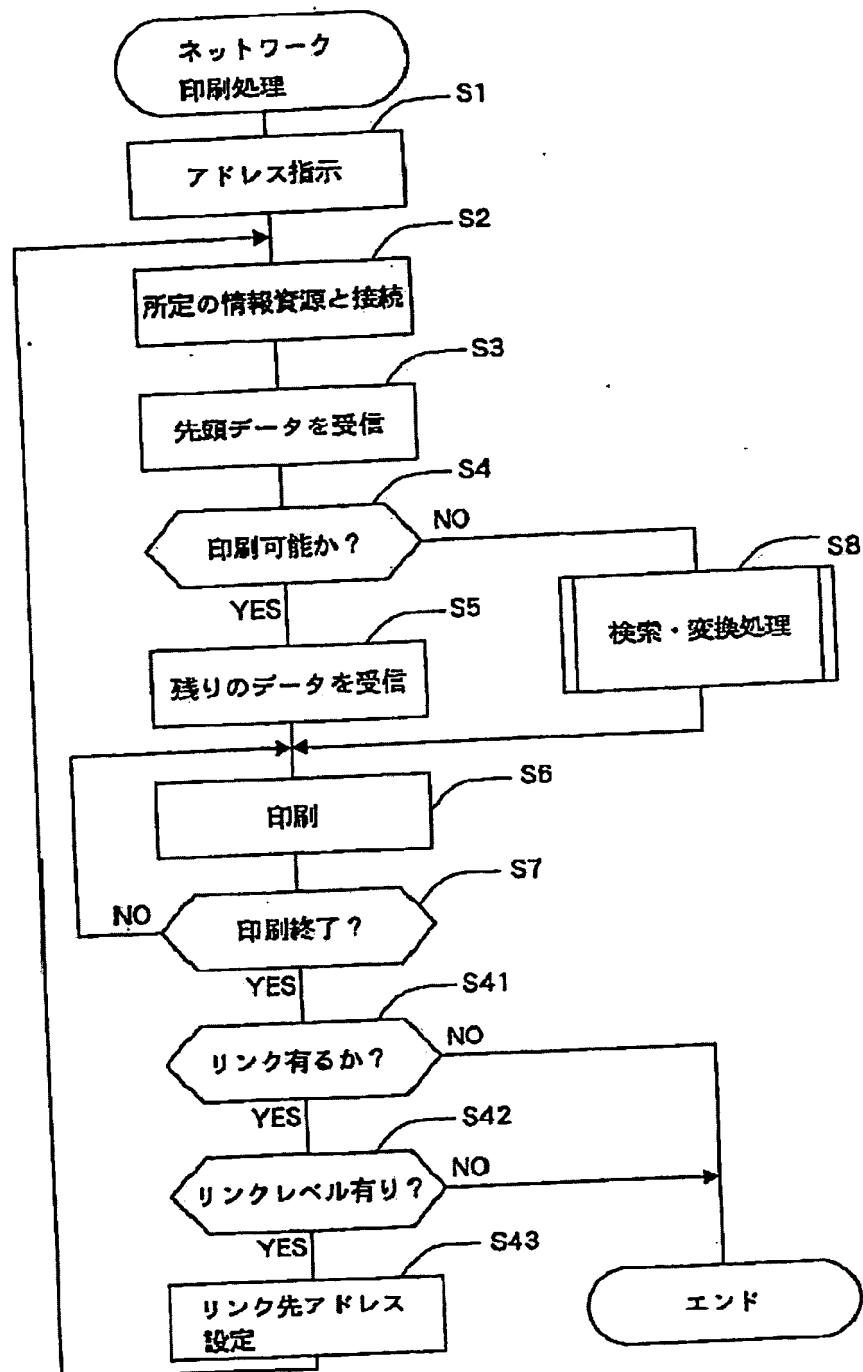 ネットワーク
印刷処理
S1
アドレス指示
S2
所定の情報資源と接続
S3
先頭データを受信
S4
印刷可能か？
NO
S8
YES
検索・変換処理
S5
残りのデータを受信
S6
印刷
S7
NO
印刷終了？
YES
S41
リンク有るか？
NO
YES
S42
リンクレベル有り？
NO
YES
S43
リンク先アドレス
設定
エンド